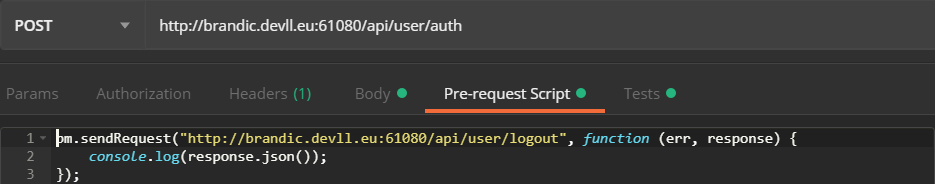 POST http://brandic.devll.eu:61080/api/user/auth
Params Authorization Headers (1) Body Pre-request Script Tests
1 pm.sendRequest("http://brandic.devll.eu:61080/api/user/logout", function (err, response) {
2 console.log(response.json());
3 });